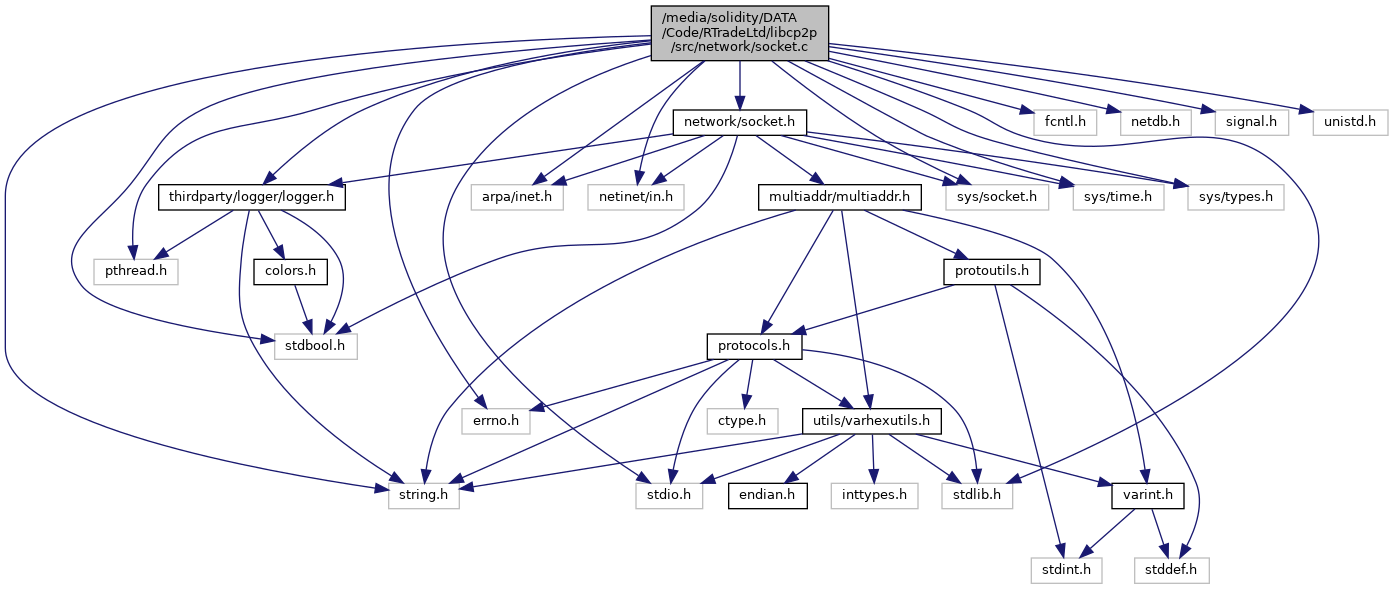 /media/solidity/DATA
/Code/RTradeLtd/libcp2p
/src/network/socket.c
network/socket.h
fcntl.h
netdb.h
signal.h
unistd.h
thirdparty/logger/logger.h
arpa/inet.h
netinet/in.h
multiaddr/multiaddr.h
sys/socket.h
sys/time.h
sys/types.h
pthread.h
colors.h
protoutils.h
stdbool.h
protocols.h
errno.h
ctype.h
utils/varhexutils.h
string.h
stdio.h
endian.h
inttypes.h
stdlib.h
varint.h
stdint.h
stddef.h